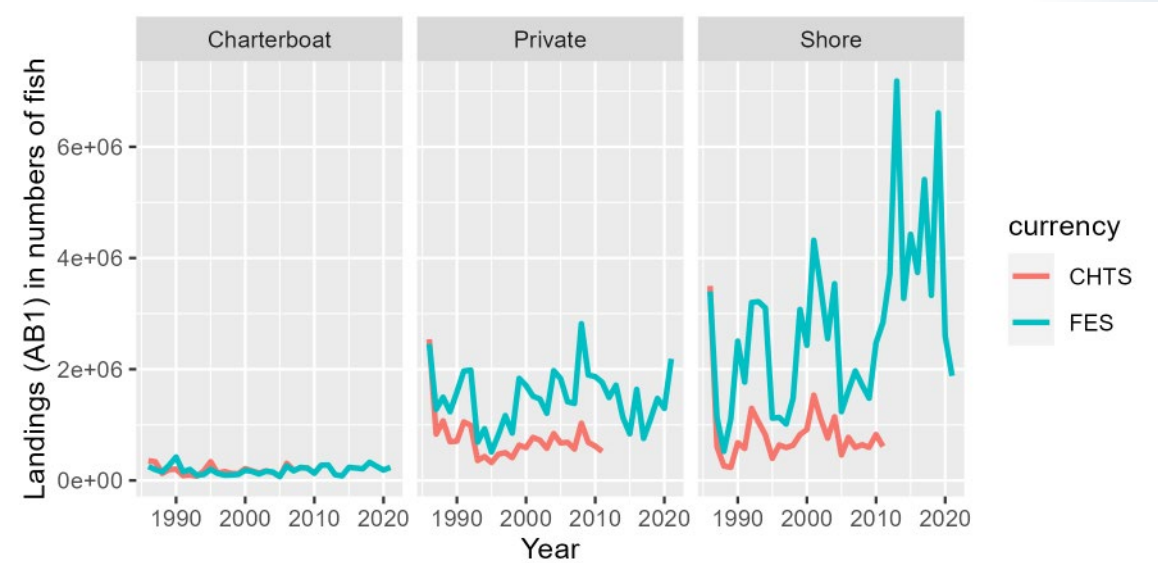 Charterboat Private Shore
Landings (AB1) in numbers of fish
6e+06
4e+06
2e+06
0e+00
1990 2000 2010 2020 1990 2000 2010 2020 1990 2000 2010 2020
Year
currency
CHTS
FES